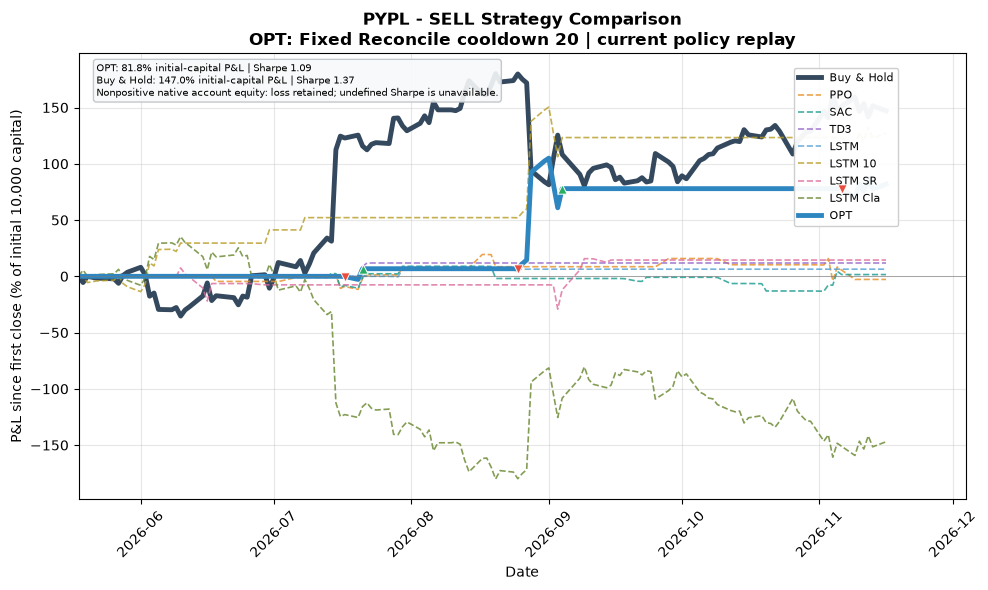 PYPL - SELL Strategy Comparison
OPT: Fixed Reconcile cooldown 20 | current policy replay
OPT: 81.8% initial-capital P&L | Sharpe 1.09
Buy & Hold: 147.0% initial-capital P&L | Sharpe 1.37
Nonpositive native account equity: loss retained; undefined Sharpe is unavailable.
Buy & Hold
PPO
SAC
TD3
LSTM
LSTM 10
LSTM SR
LSTM Cla
OPT
P&L since first close (% of initial 10,000 capital)
150
100
50
0
−50
−100
−150
2026-06
2026-07
2026-08
2026-09
2026-10
2026-11
2026-12
Date